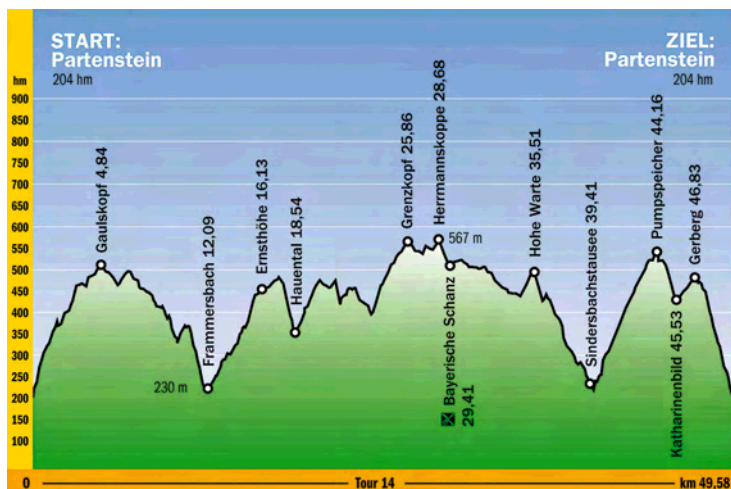 START:
Partenstein
204 hm
ZIEL:
Partenstein
204 hm
hm
900
800
750
700
650
600
550
500
450
400
350
300
250
200
150
100
Gaulskopf 4,84
Frammersbach 12,09
230 m
Ernsthöhe 16,13
Hauental 18,54
Grenzkopf 25,86
Herrmannskoppe 28,68
567 m
Bayerische Schanz
29,41
Hohe Warte 35,51
Sindersbachstausee 39,41
Pumpspeicher 44,16
Katharinenbild 45,53
Gerberg 46,83
0
Tour 14
km 49,58